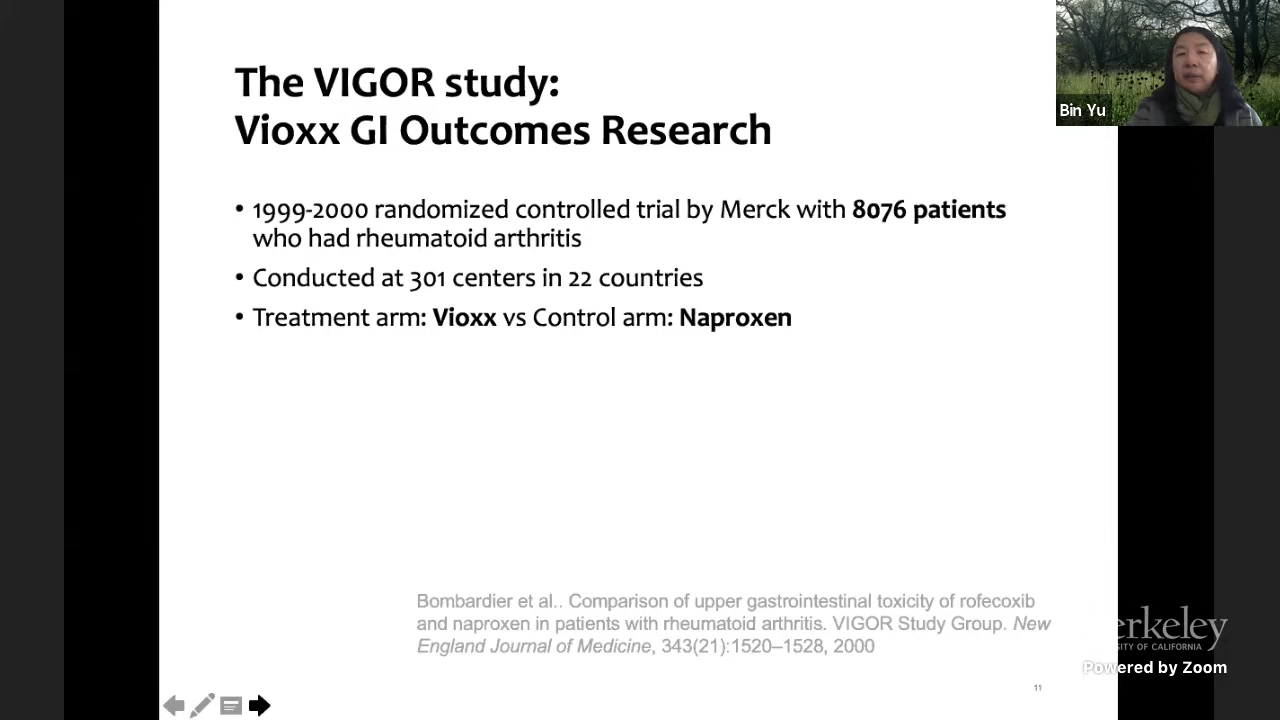 The VIGOR study:
Vioxx GI Outcomes Research
Bin Yu
• 1999-2000 randomized controlled trial by Merck with 8076 patients
who had rheumatoid arthritis
• Conducted at 301 centers in 22 countries
• Treatment arm: Vioxx vs Control arm: Naproxen
Bombardier et al.. Comparison of upper gastrointestinal toxicity of rofecoxib
and naproxen in patients with rheumatoid arthritis. VIGOR Study Group. New
England Journal of Medicine, 343(21):1520–1528, 2000
erkeley
SITY OF CALIFORNIA
Powered by Zoom
11